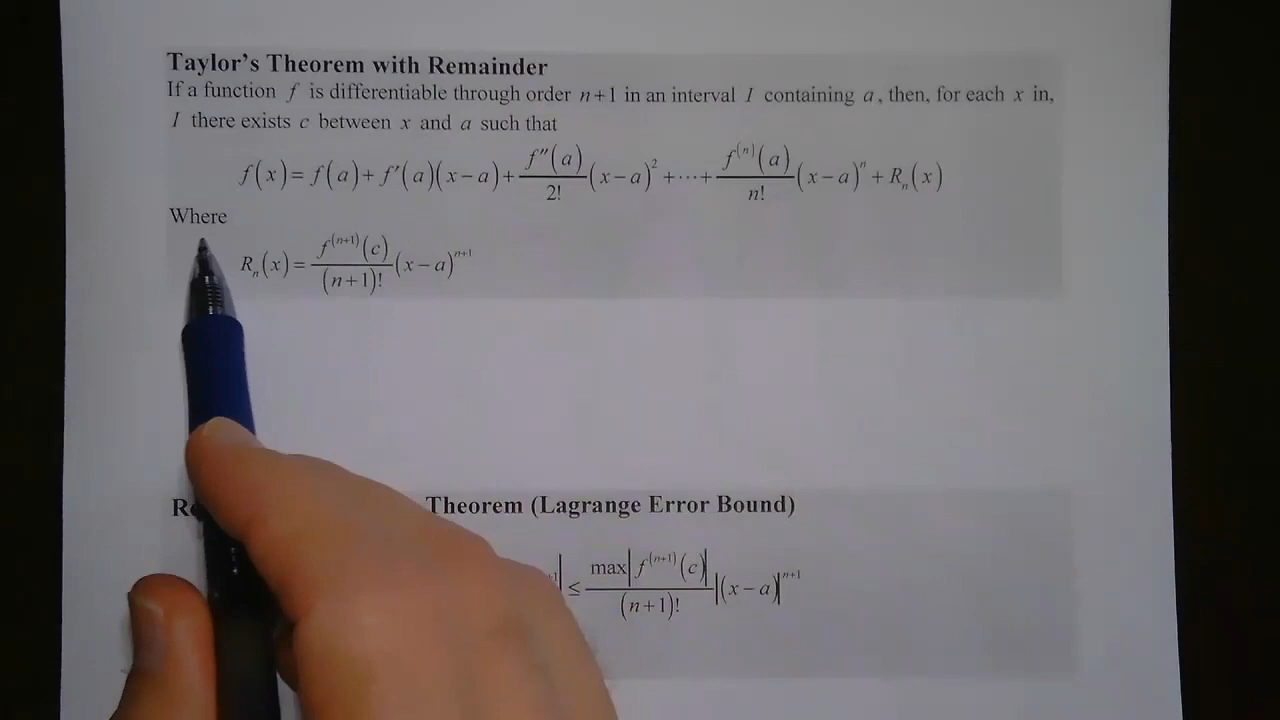 Taylor's Theorem with Remainder
If a function f is differentiable through order n+1 in an interval I containing a, then, for each x in,
I there exists c between x and a such that
f(x)=f(a)+f'(a)(x−a)+f''(a)/2!(x−a)²+⋯+f⁽ⁿ⁾(a)/n!(x−a)ⁿ+Rₙ(x)
Where
Rₙ(x)=f⁽ⁿ⁺¹⁾(c)/(n+1)!(x−a)ⁿ⁺¹
Theorem (Lagrange Error Bound)
| ≤ max|f⁽ⁿ⁺¹⁾(c)|/(n+1)!|(x−a)|ⁿ⁺¹